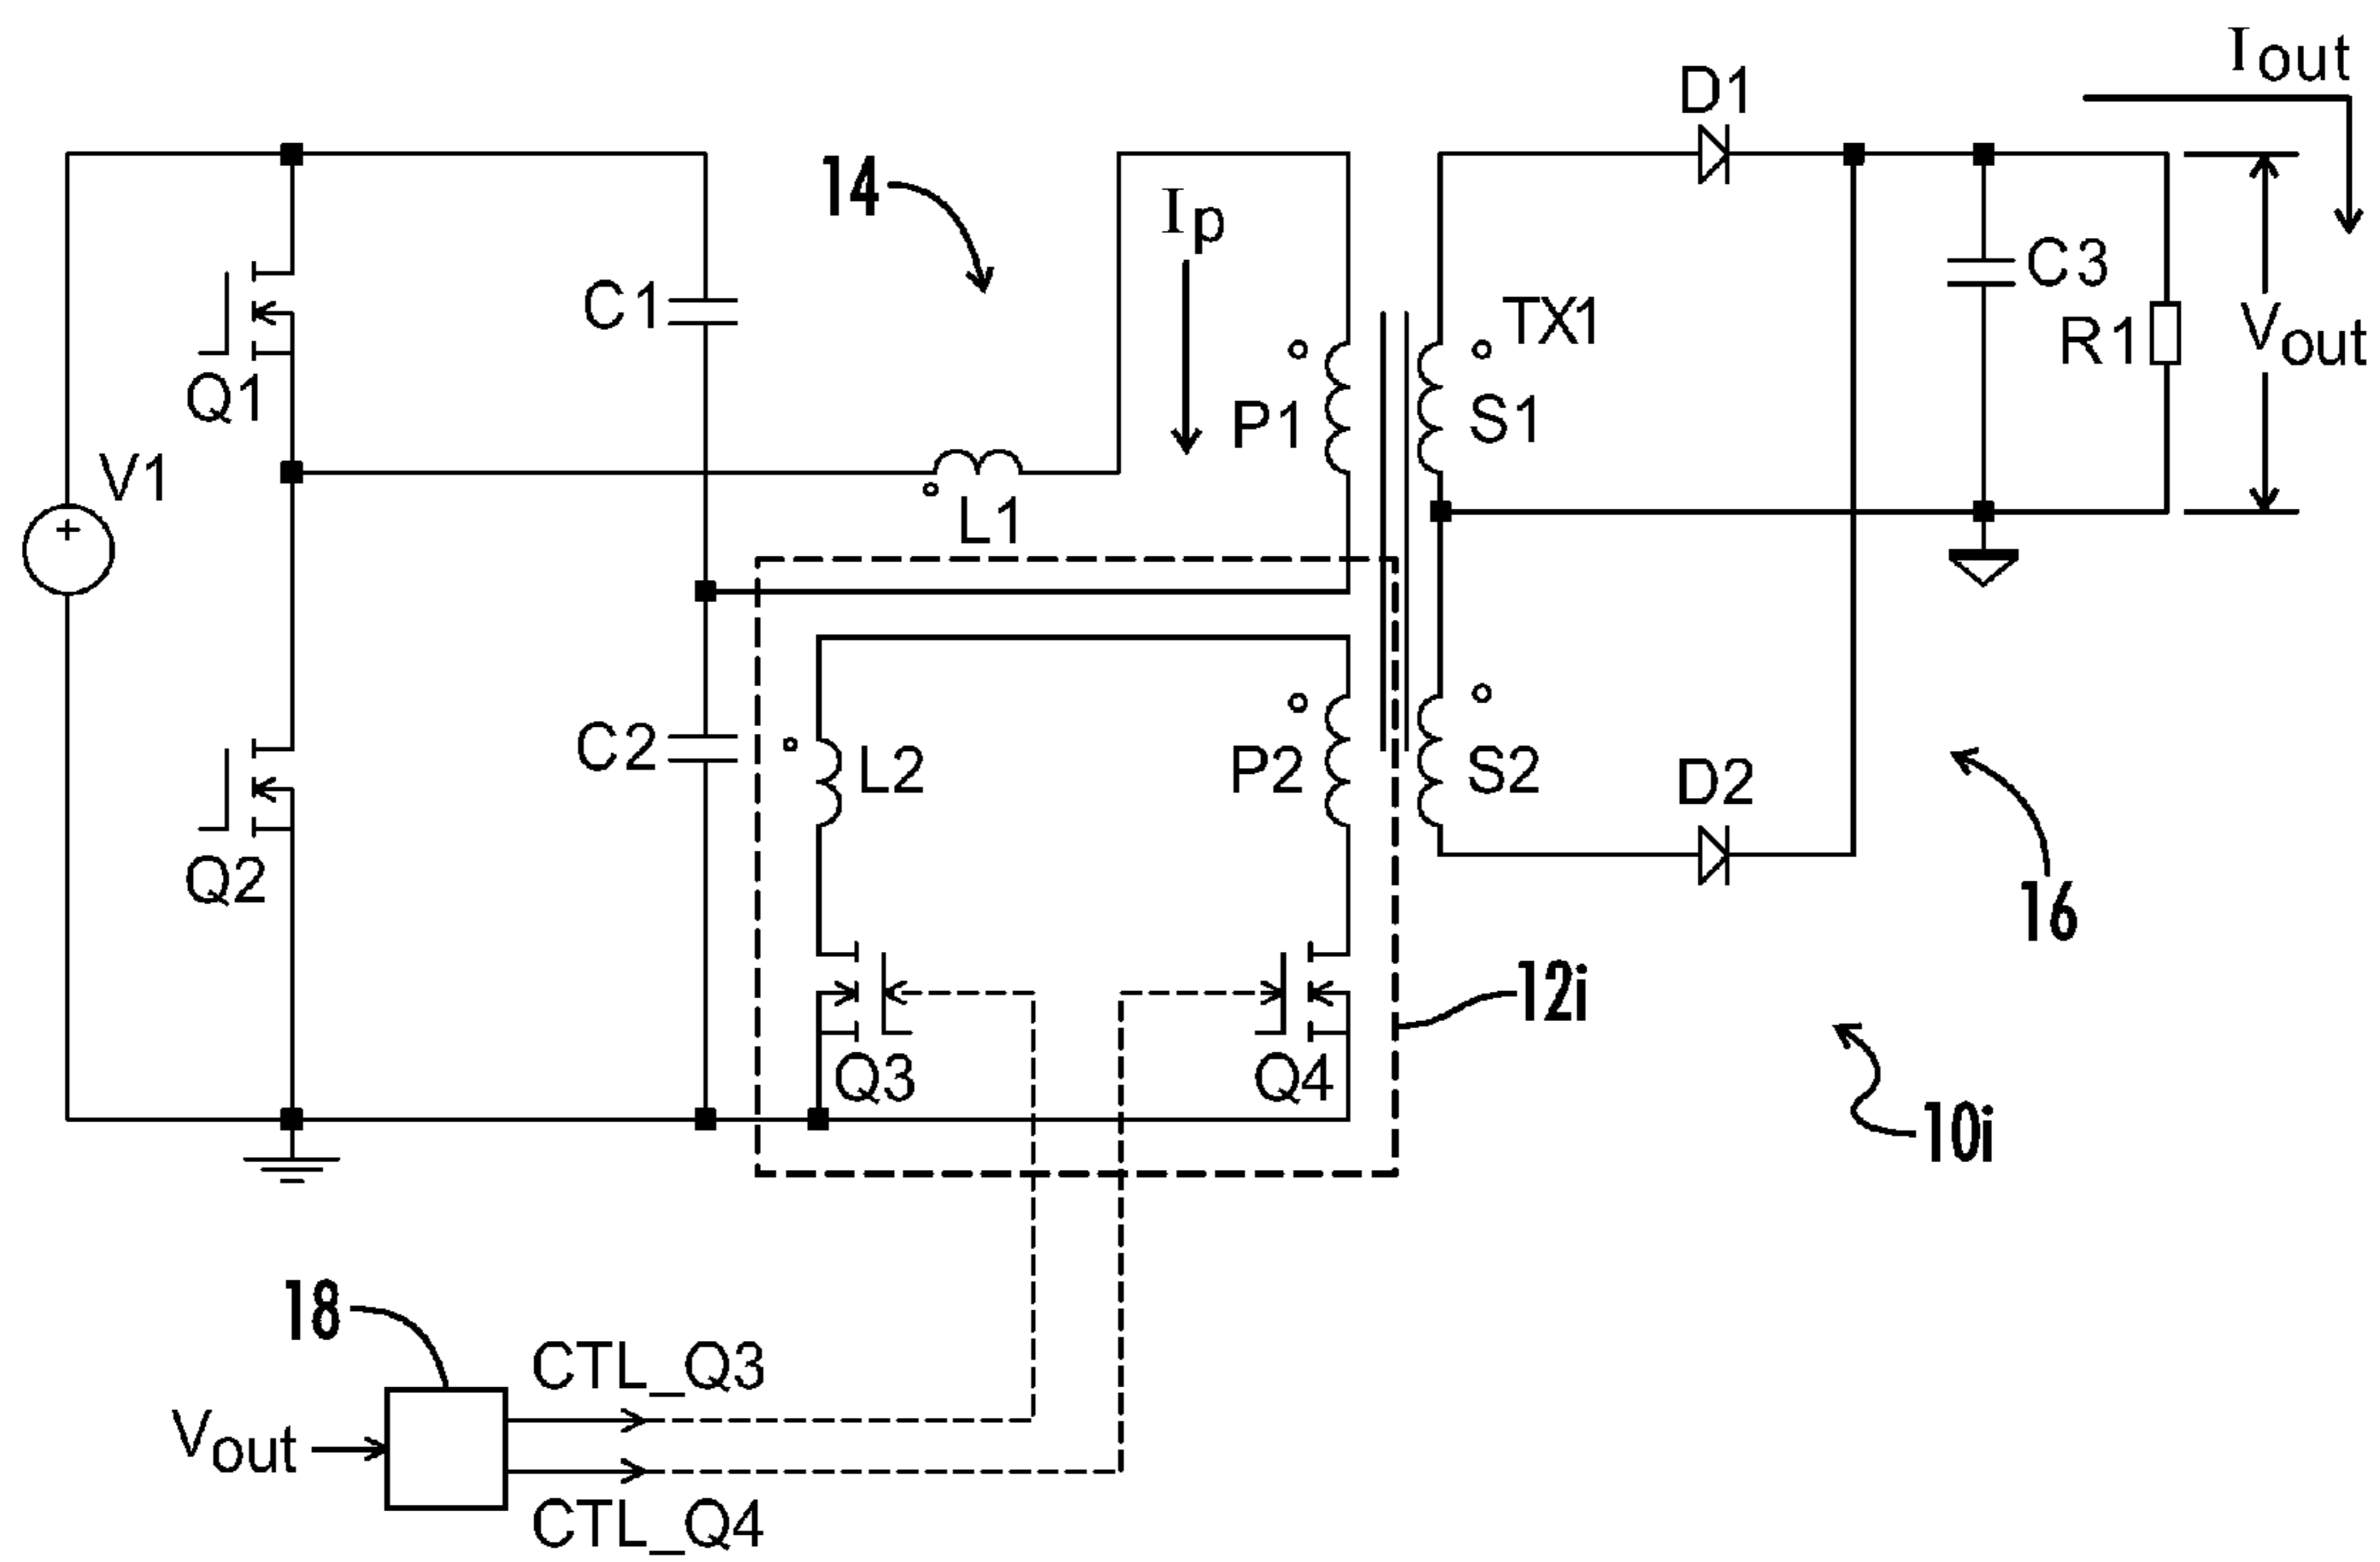 Iout
D1
14
Ip
C1
C3
TX1
R1
Vout
Q1
P1
S1
V1
L1
C2
L2
P2
S2
D2
Q2
16
12i
Q3
Q4
10i
18
CTL_Q3
Vout
CTL_Q4